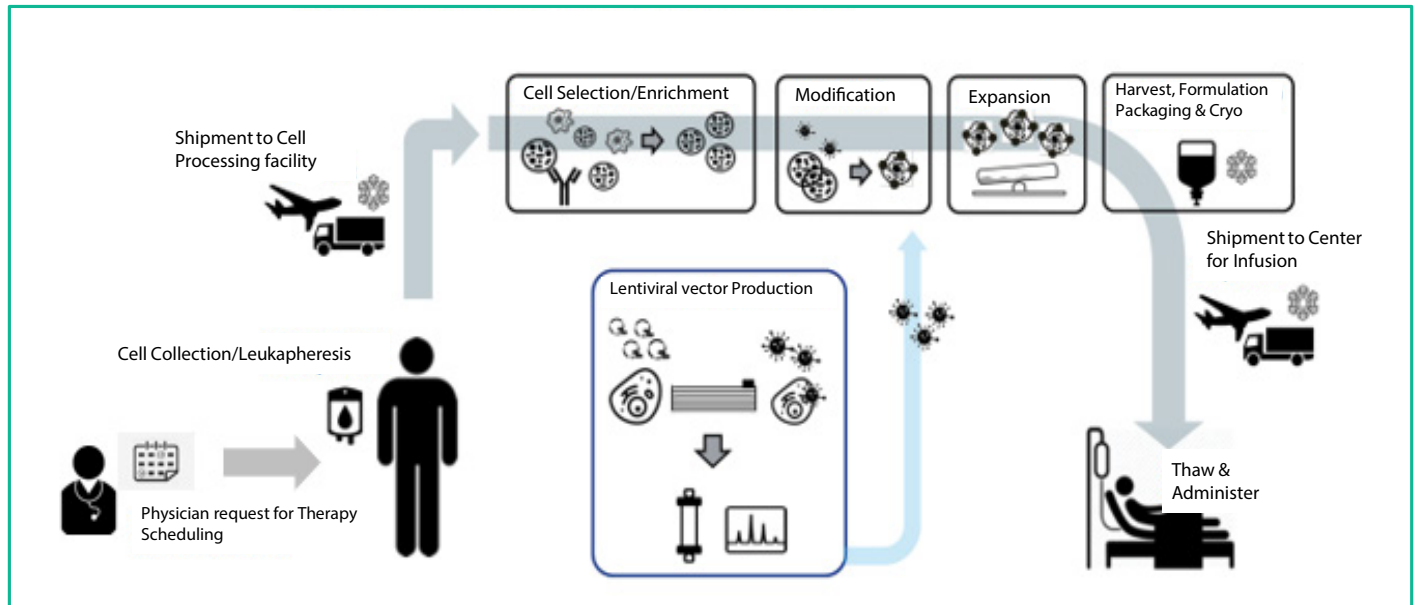 Cell Selection/Enrichment
Modification
Expansion
Harvest, Formulation
Packaging & Cryo
Shipment to Cell
Processing facility
Shipment to Center
for Infusion
Lentiviral vector Production
Cell Collection/Leukapheresis
Physician request for Therapy
Scheduling
Thaw &
Administer